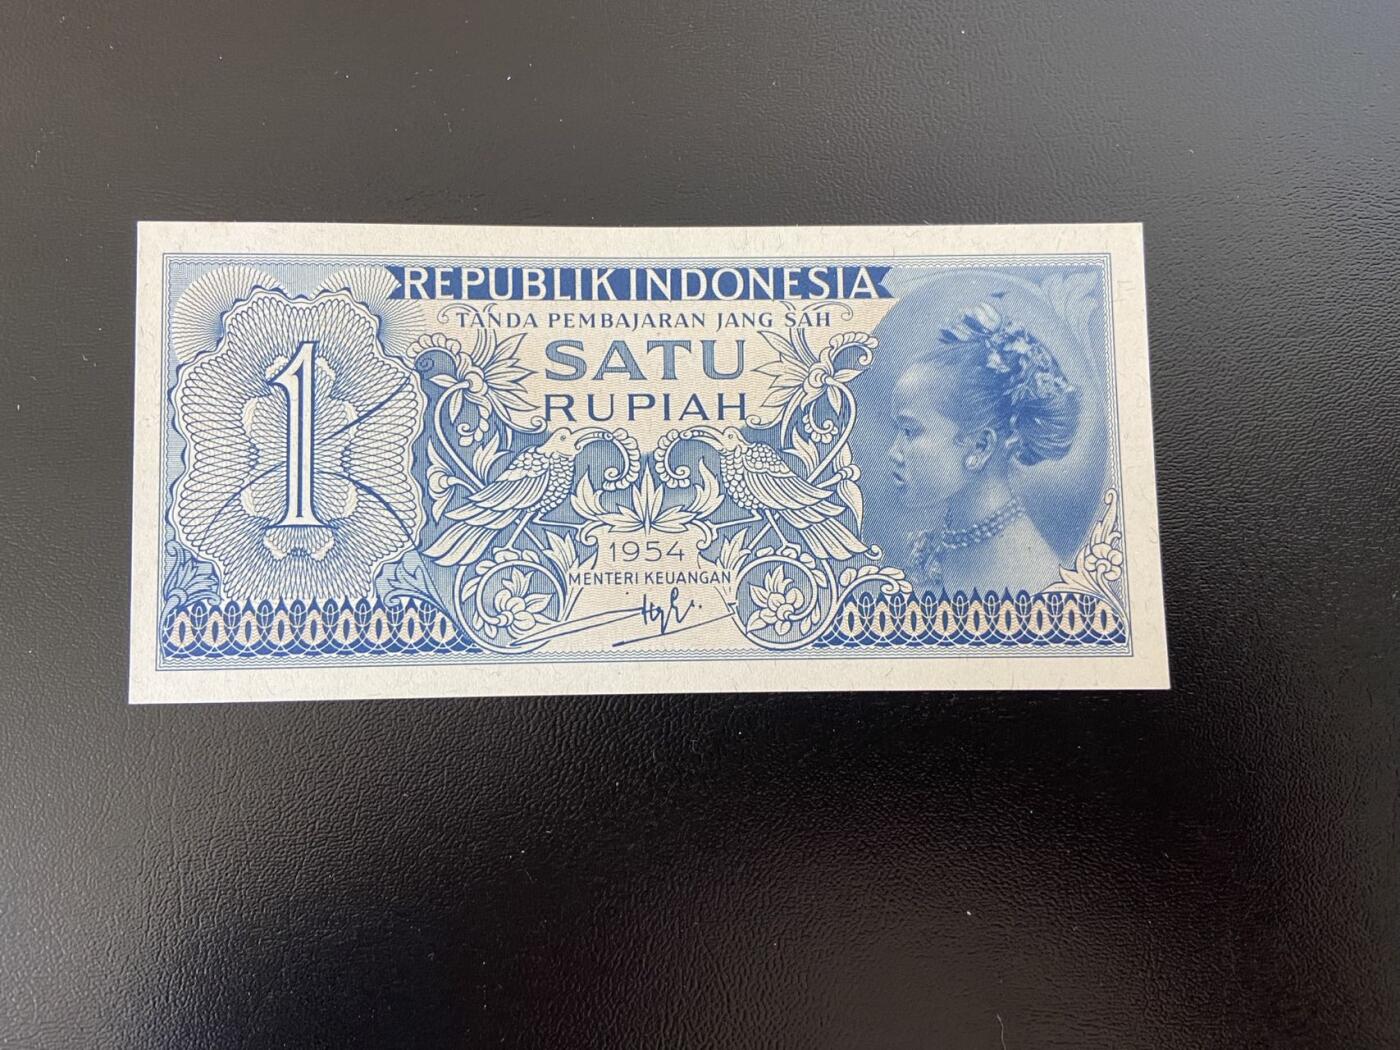 REPUBLIK INDONESIA
TANDA PEMBAJARAN JANG SAH
SATU
RUPIAH
1
1954
MENTERI KEUANGAN